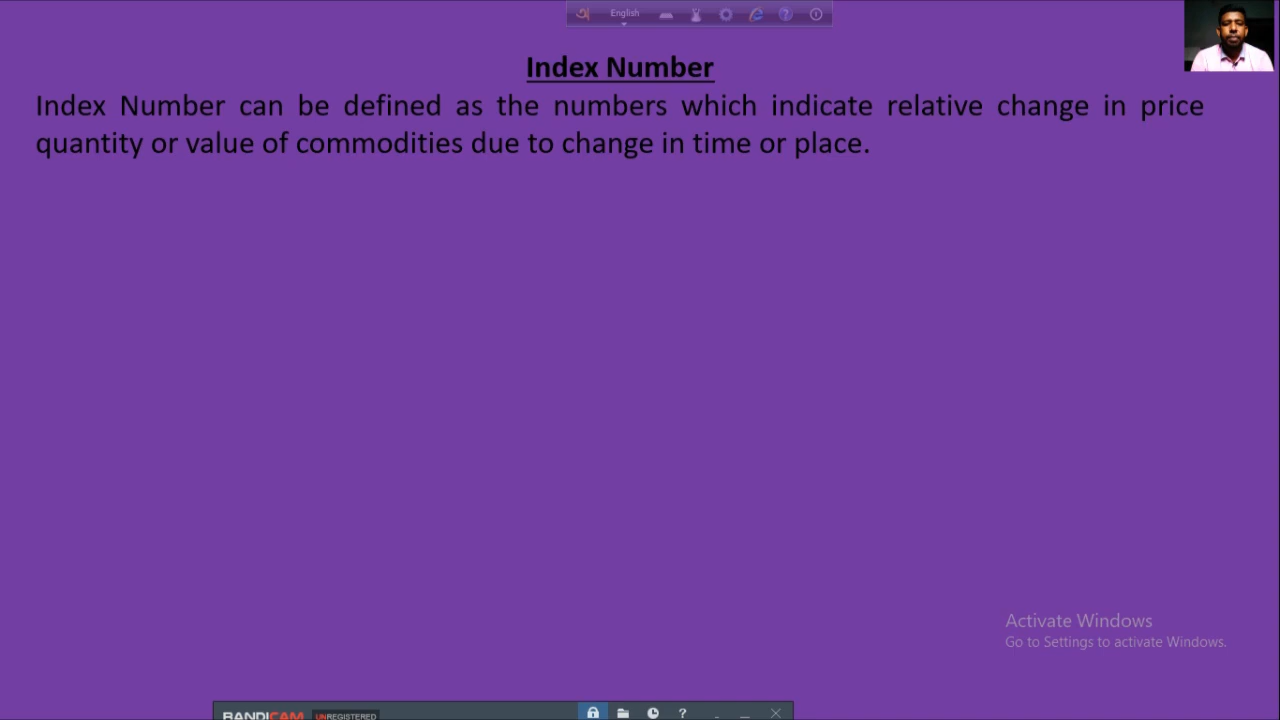 অ English
Index Number
Index Number can be defined as the numbers which indicate relative change in price
quantity or value of commodities due to change in time or place.
Activate Windows
Go to Settings to activate Windows.
BANDICAM UNREGISTERED